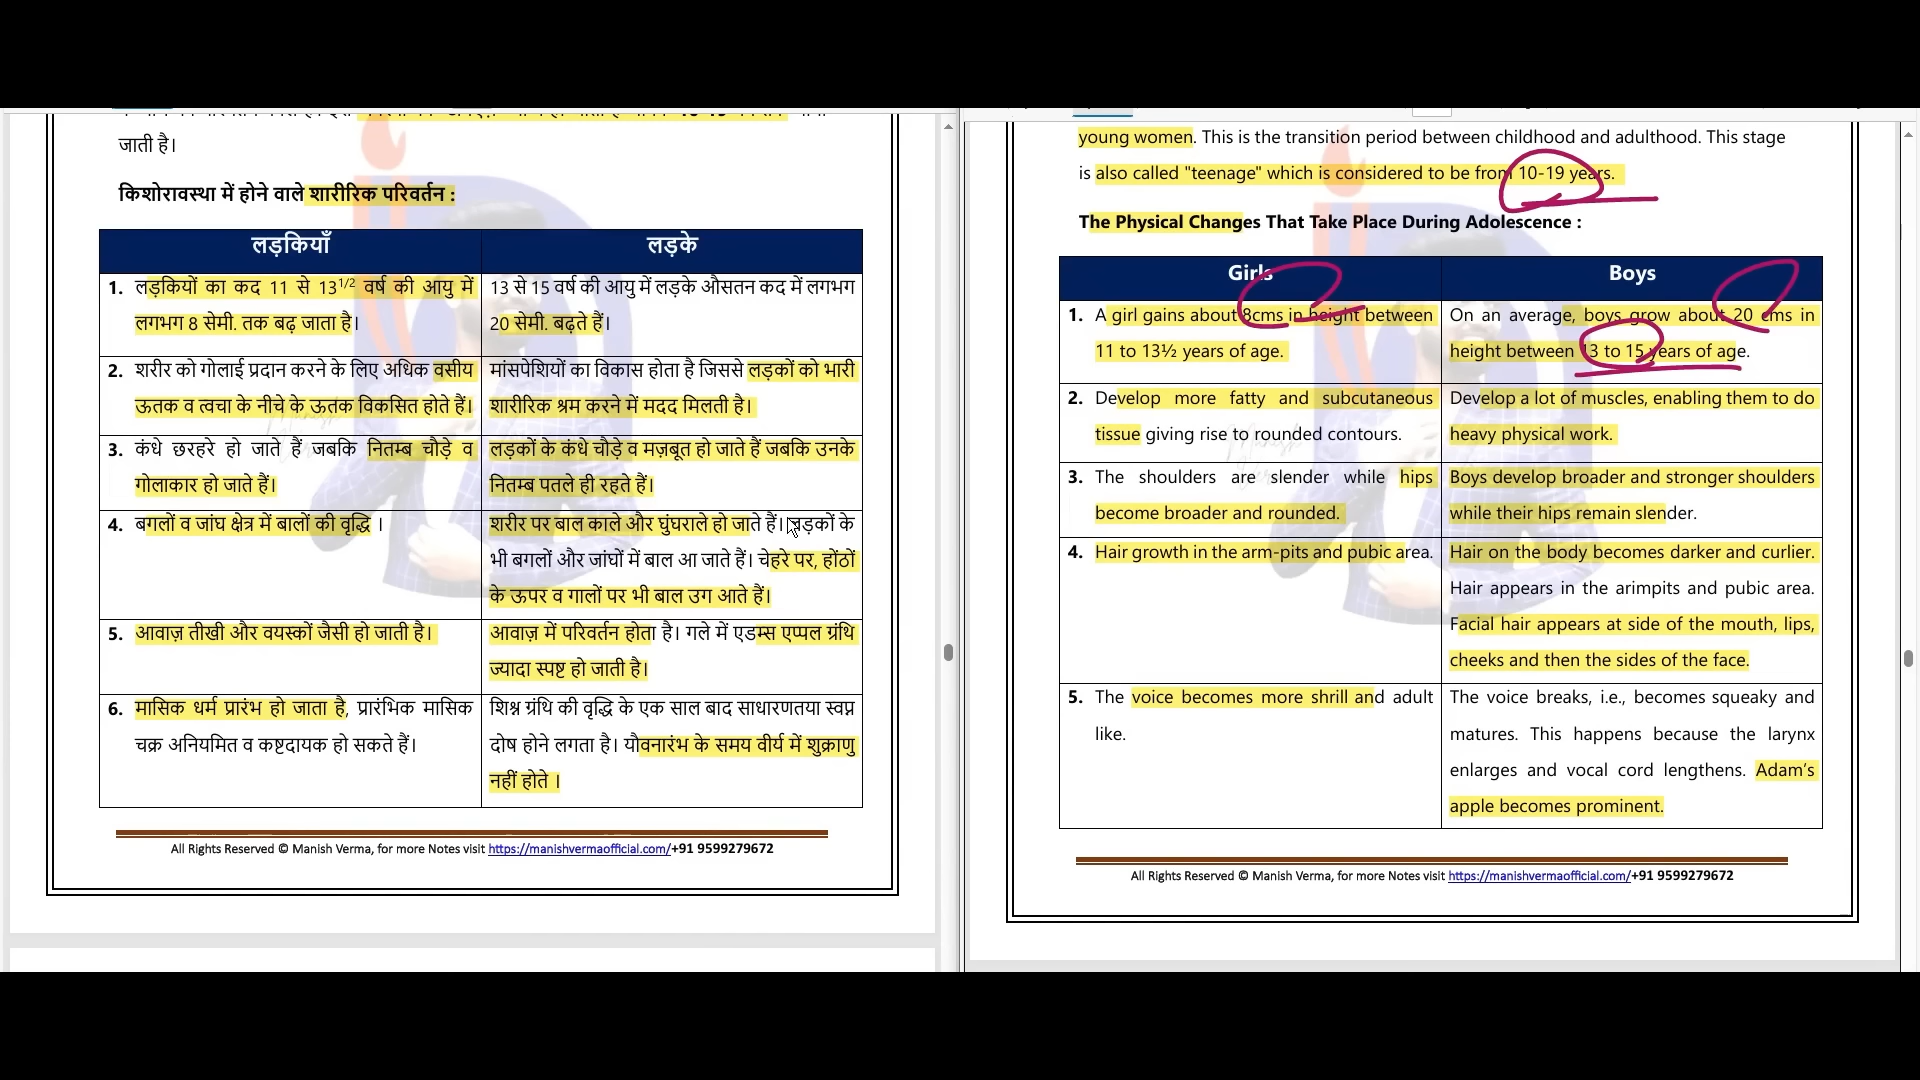 जाती है।
किशोरावस्था में होने वाले शारीरिक परिवर्तन :
लड़कियाँ
लड़के
1. लड़कियों का कद 11 से 13 1/2 वर्ष की आयु में
लगभग 8 सेमी. तक बढ़ जाता है।
13 से 15 वर्ष की आयु में लड़के औसतन कद में लगभग
20 सेमी. बढ़ते हैं।
2. शरीर को गोलाई प्रदान करने के लिए अधिक वसीय
ऊतक व त्वचा के नीचे के ऊतक विकसित होते हैं।
मांसपेशियों का विकास होता है जिससे लड़कों को भारी
शारीरिक श्रम करने में मदद मिलती है।
3. कंधे छरहरे हो जाते हैं जबकि नितम्ब चौड़े व
गोलाकार हो जाते हैं।
लड़कों के कंधे चौड़े व मज़बूत हो जाते हैं जबकि उनके
नितम्ब पतले ही रहते हैं।
4. बगलों व जांघ क्षेत्र में बालों की वृद्धि ।
शरीर पर बाल काले और घुंघराले हो जाते हैं। लड़कों के
भी बगलों और जांघों में बाल आ जाते हैं। चेहरे पर, होंठों
के ऊपर व गालों पर भी बाल उग आते हैं।
5. आवाज़ तीखी और वयस्कों जैसी हो जाती है।
आवाज़ में परिवर्तन होता है। गले में एडम्स एप्पल ग्रंथि
ज्यादा स्पष्ट हो जाती है।
6. मासिक धर्म प्रारंभ हो जाता है, प्रारंभिक मासिक
चक्र अनियमित व कष्टदायक हो सकते हैं।
शिश्न ग्रंथि की वृद्धि के एक साल बाद साधारणतया स्वप्न
दोष होने लगता है। यौवनारंभ के समय वीर्य में शुक्राणु
नहीं होते ।
All Rights Reserved © Manish Verma, for more Notes visit https://manishvermaofficial.com/+91 9599279672
young women. This is the transition period between childhood and adulthood. This stage
is also called "teenage" which is considered to be from 10-19 years.
The Physical Changes That Take Place During Adolescence :
Girls
Boys
1. A girl gains about 8cms in height between
11 to 13½ years of age.
On an average, boys grow about 20 cms in
height between 13 to 15 years of age.
2. Develop more fatty and subcutaneous
tissue giving rise to rounded contours.
Develop a lot of muscles, enabling them to do
heavy physical work.
3. The shoulders are slender while hips
become broader and rounded.
Boys develop broader and stronger shoulders
while their hips remain slender.
4. Hair growth in the arm-pits and pubic area.
Hair on the body becomes darker and curlier.
Hair appears in the arimpits and pubic area.
Facial hair appears at side of the mouth, lips,
cheeks and then the sides of the face.
5. The voice becomes more shrill and adult
like.
The voice breaks, i.e., becomes squeaky and
matures. This happens because the larynx
enlarges and vocal cord lengthens. Adam's
apple becomes prominent.
All Rights Reserved © Manish Verma, for more Notes visit https://manishvermaofficial.com/+91 9599279672